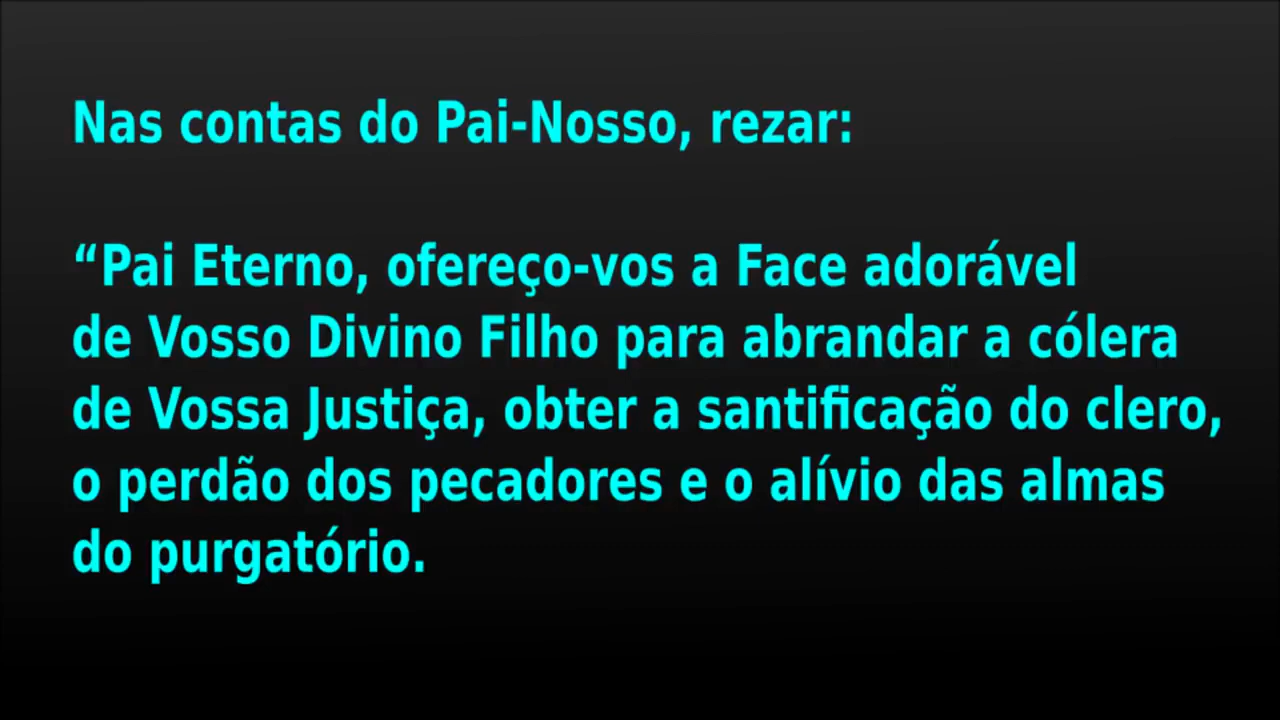 Nas contas do Pai-Nosso, rezar:
“Pai Eterno, ofereço-vos a Face adorável
de Vosso Divino Filho para abrandar a cólera
de Vossa Justiça, obter a santificação do clero,
o perdão dos pecadores e o alívio das almas
do purgatório.